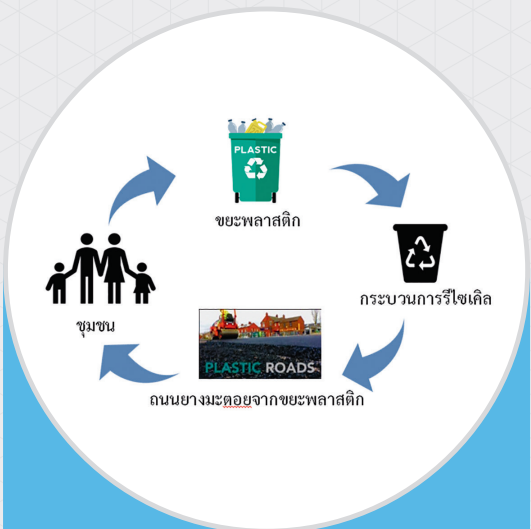 PLASTIC
ขยะพลาสติก
กระบวนการรีไซเคิล
PLASTIC ROADS
ถนนยางมะตอยจากขยะพลาสติก
ชุมชน